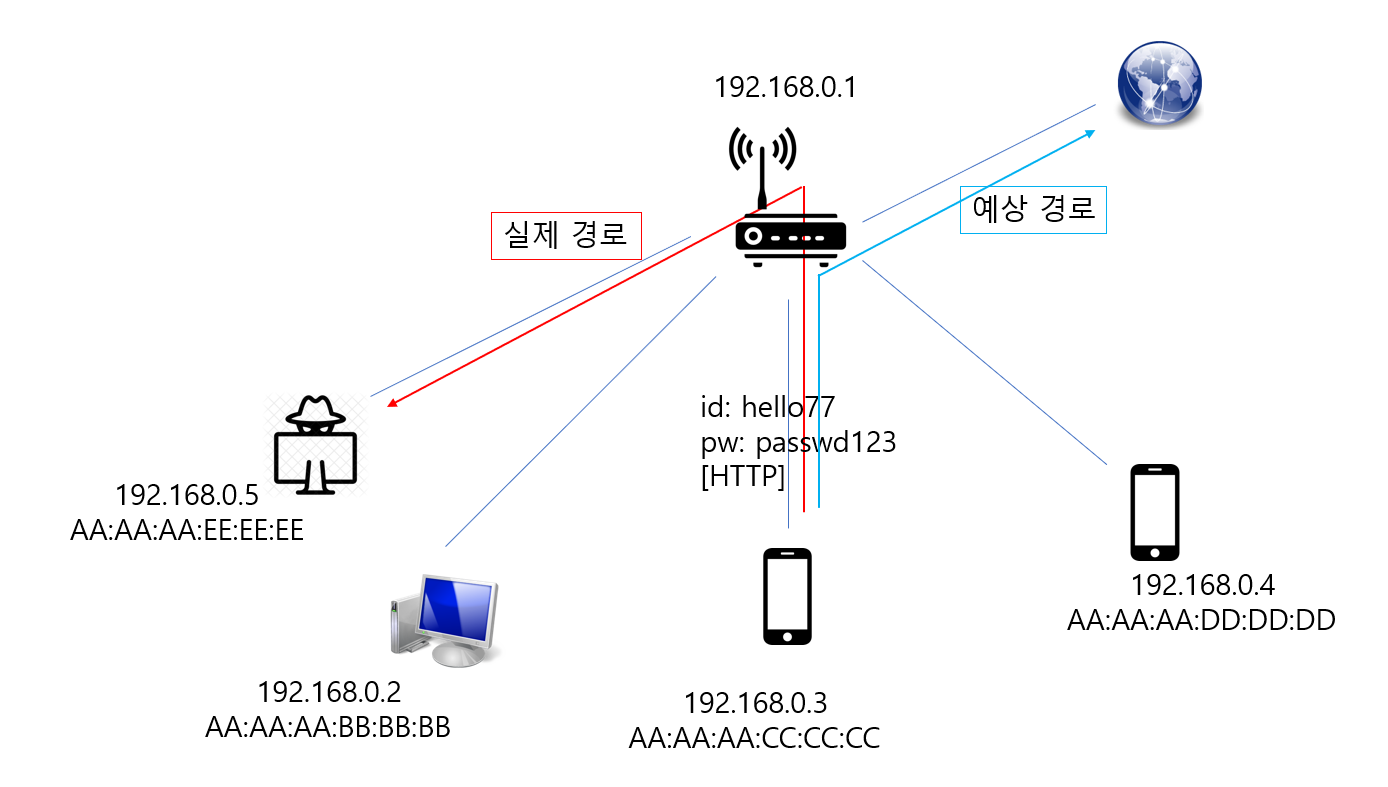 192.168.0.1
실제 경로
예상 경로
id: hello77
pw: passwd123
[HTTP]
192.168.0.5
AA:AA:AA:EE:EE:EE
192.168.0.4
AA:AA:AA:DD:DD:DD
192.168.0.2
AA:AA:AA:BB:BB:BB
192.168.0.3
AA:AA:AA:CC:CC:CC